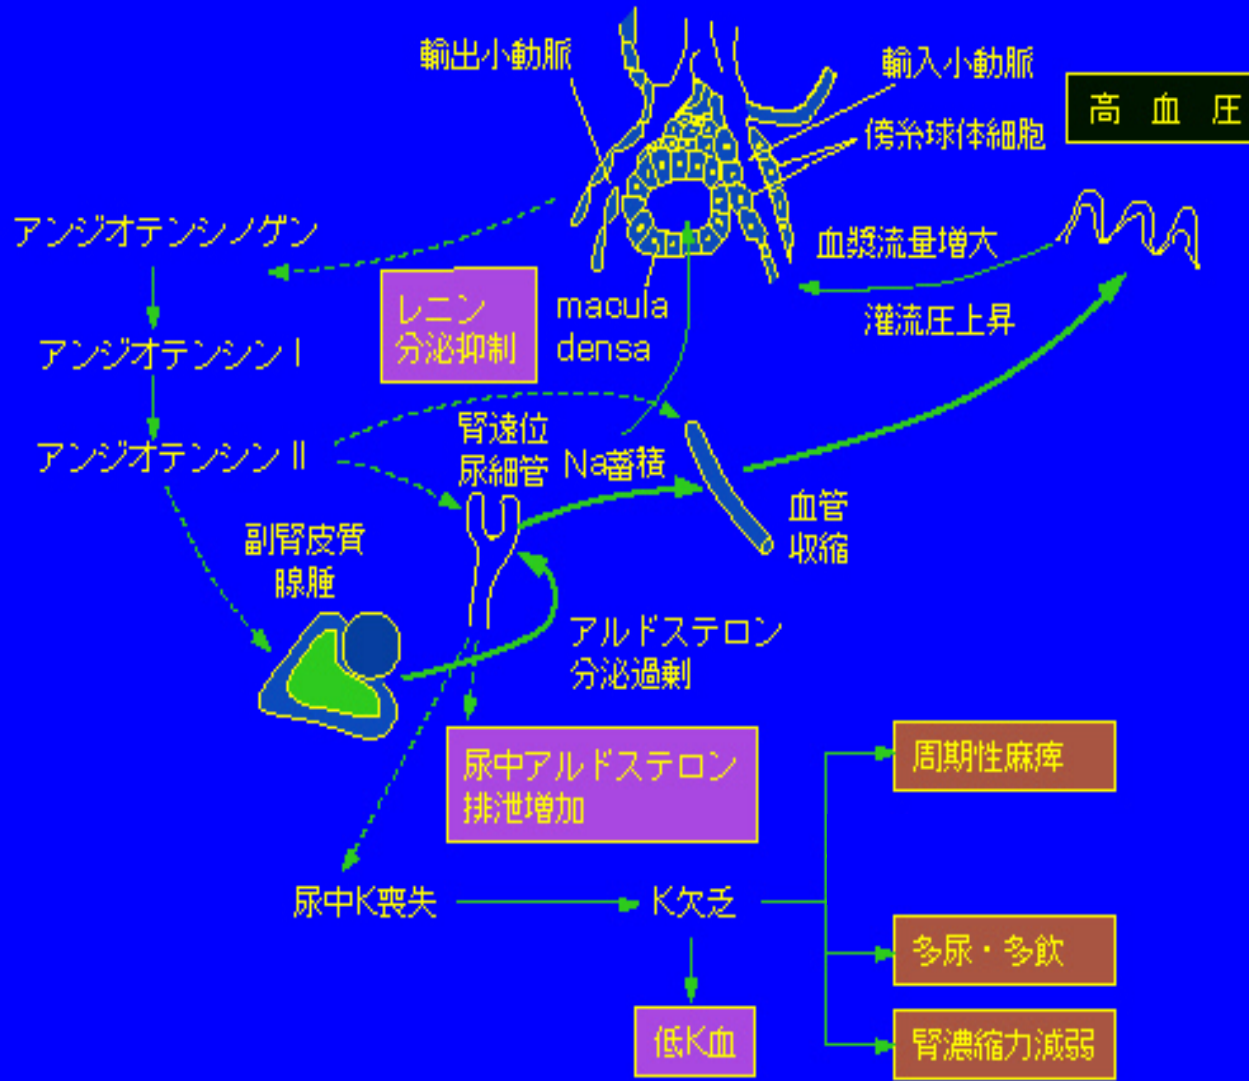 輸出小動脈
輸入小動脈
高血圧
傍糸球体細胞
アンジオテンシノゲン
血漿流量増大
レニン
分泌抑制
macula
densa
灌流圧上昇
アンジオテンシンⅠ
アンジオテンシンⅡ
腎遠位
尿細管
Na蓄積
血管
収縮
副腎皮質
腺腫
アルドステロン
分泌過剰
尿中アルドステロン
排泄増加
周期性麻痺
尿中K喪失
K欠乏
多尿・多飲
低K血
腎濃縮力減弱